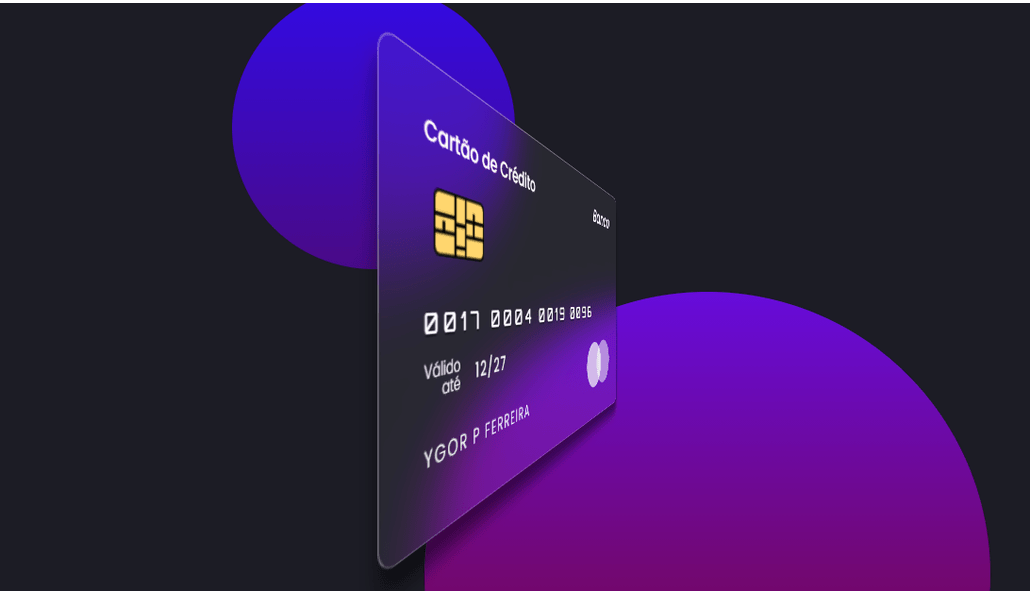 Cartão de Crédito
Banco
0017 0004 0019 0096
Válido
até
12/27
YGOR P FERREIRA